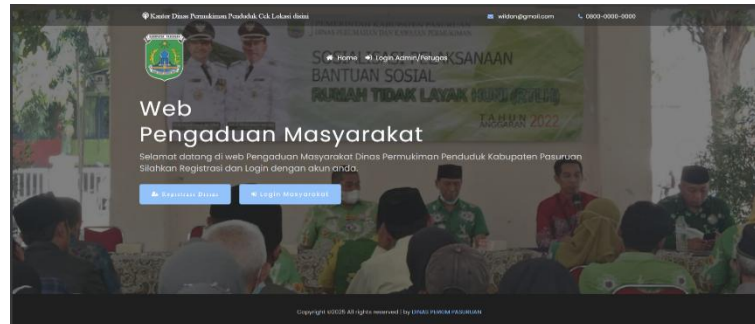 Kantor Dinas Permukiman Penduduk Cek Lokasi disini
wildan@gmail.com
0803-0000-0000
Home
Login Admin/Petugas
SOSIALISASI PELAKSANAAN
BANTUAN SOSIAL
RUMAH TIDAK LAYAK HUNI (RTLH)
TAHUN
ANGGARAN 2022
Web
Pengaduan Masyarakat
Selamat datang di web Pengaduan Masyarakat Dinas Permukiman Penduduk Kabupaten Pasuruan
Silahkan Registrasi dan Login dengan akun anda.
Registrasi Disini
Login Masyarakat
Copyright ©2025 All rights reserved | by DINAS PERKIM PASURUAN